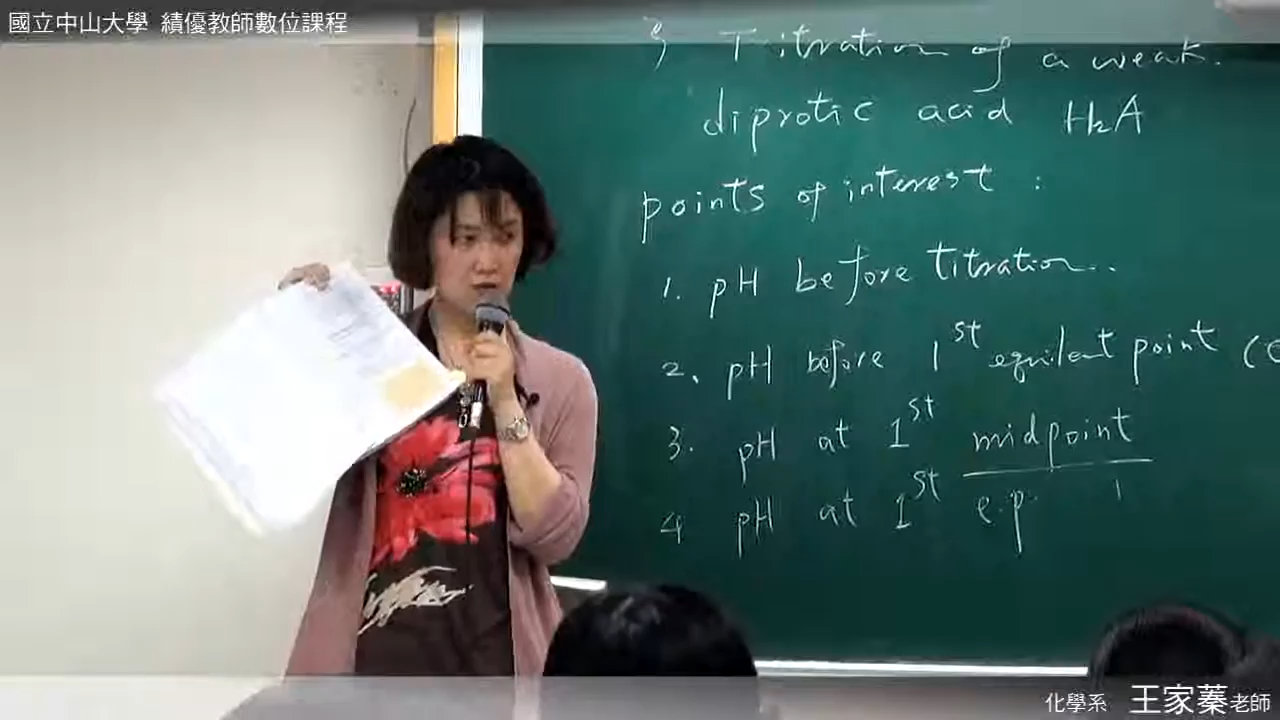 國立中山大學 績優教師數位課程
3 Titration of a weak
diprotic acid H2A
points of interest :
1. pH before titration..
2. pH before 1st equilent point (
3. pH at 1st midpoint
4 pH at 1st e.p.
化學系 王家蓁老師